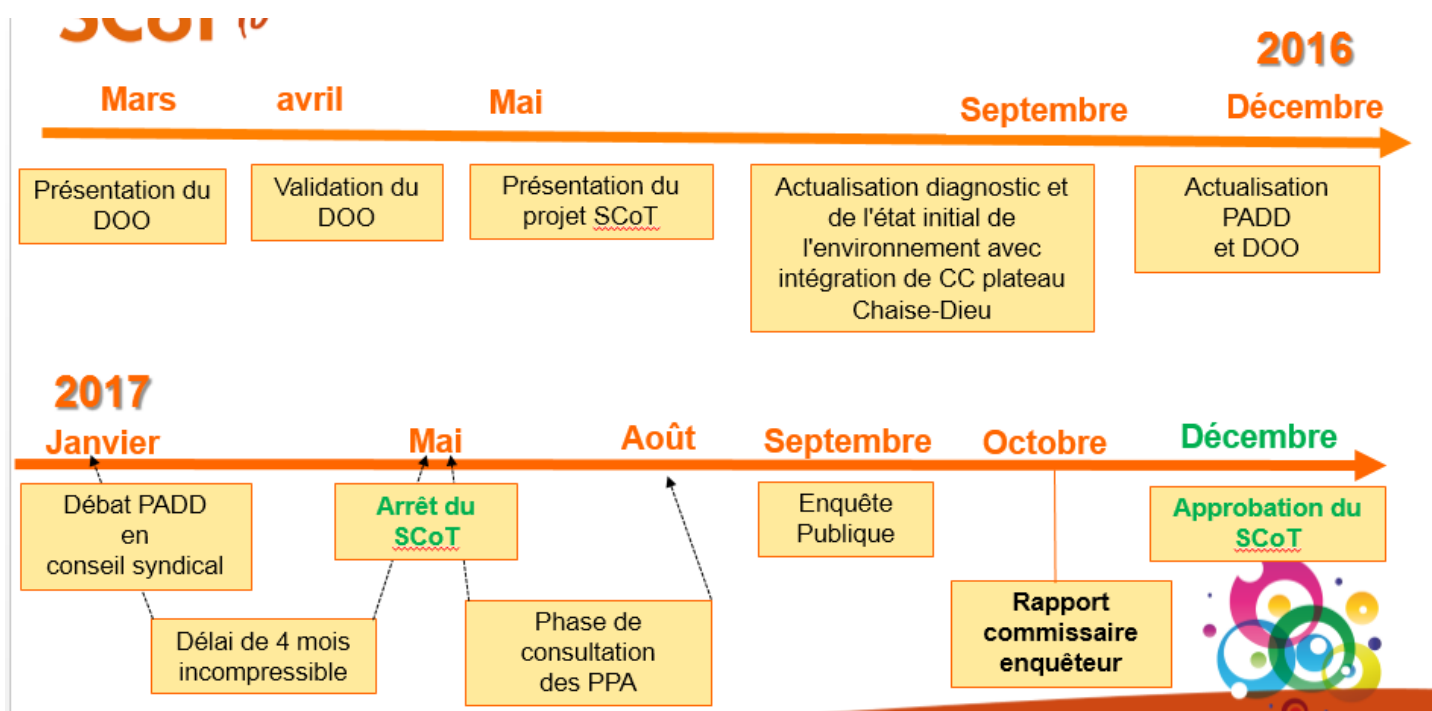 SCoT
2016
Mars avril Mai Septembre Décembre
Présentation du
DOO
Validation du
DOO
Présentation du
projet SCoT
Actualisation diagnostic et
de l'état initial de
l'environnement avec
intégration de CC plateau
Chaise-Dieu
Actualisation
PADD
et DOO
2017
Janvier Mai Août Septembre Octobre Décembre
Débat PADD
en
conseil syndical
Délai de 4 mois
incompressible
Arrêt du
SCoT
Phase de
consultation
des PPA
Enquête
Publique
Rapport
commissaire
enquêteur
Approbation du
SCoT